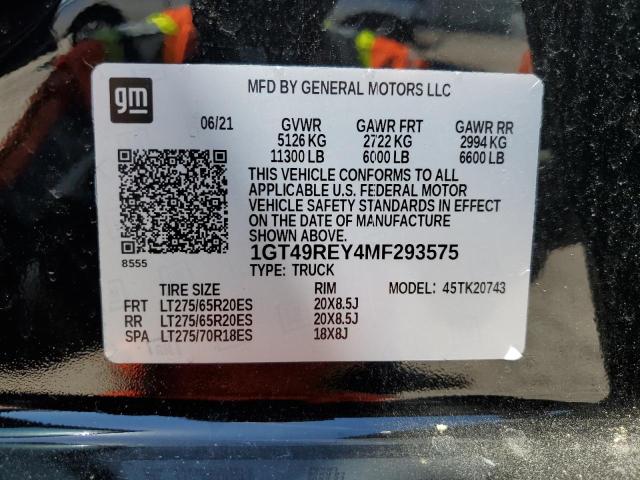 gm
MFD BY GENERAL MOTORS LLC
06/21 GVWR GAWR FRT GAWR RR
5126 KG 2722 KG 2994 KG
11300 LB 6000 LB 6600 LB
THIS VEHICLE CONFORMS TO ALL
APPLICABLE U.S. FEDERAL MOTOR
VEHICLE SAFETY STANDARDS IN EFFECT
ON THE DATE OF MANUFACTURE
SHOWN ABOVE.
8555
1GT49REY4MF293575
TYPE: TRUCK
TIRE SIZE RIM MODEL: 45TK20743
FRT LT275/65R20ES 20X8.5J
RR LT275/65R20ES 20X8.5J
SPA LT275/70R18ES 18X8J